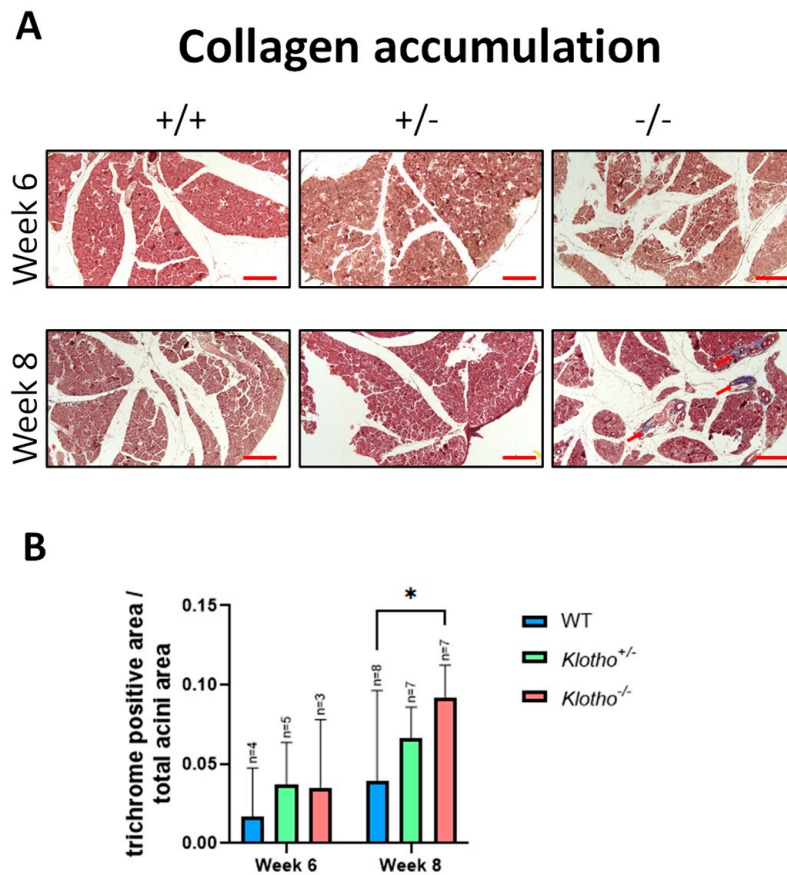 A
Collagen accumulation
+/+ +/- -/-
Week 6
Week 8
B
trichrome positive area /
total acini area
0.15
0.10
0.05
0.00
n=4
n=5
n=3
n=8
n=7
n=7
*
Week 6 Week 8
WT
Klotho+/-
Klotho-/-